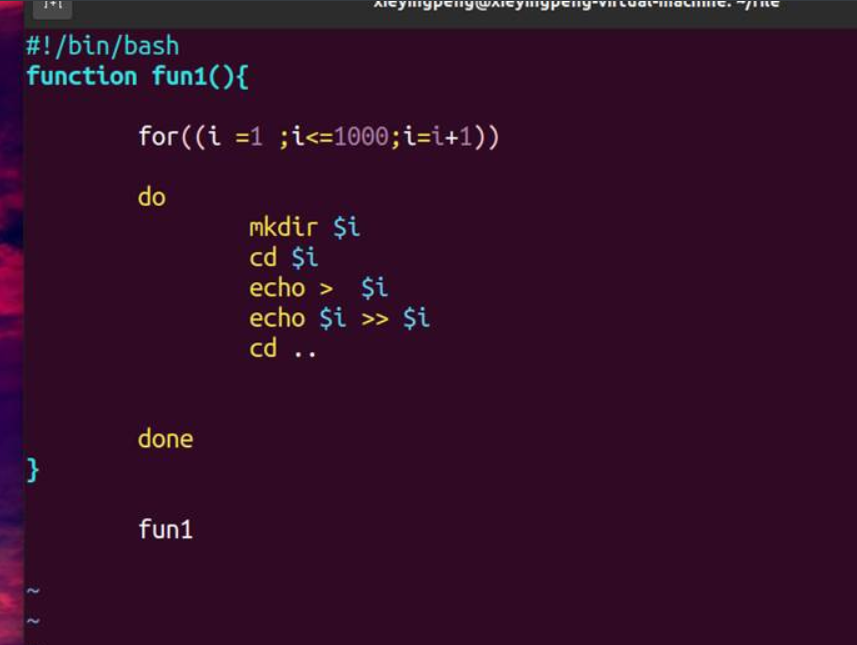 xieyingpeng@xieyingpeng-virtual-machine: ~/file
#!/bin/bash
function fun1(){
for((i =1 ;i<=1000;i=i+1))
do
mkdir $i
cd $i
echo >  $i
echo $i >> $i
cd ..
done
}
fun1
~
~